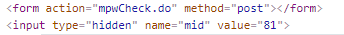 <form action="mpwCheck.do" method="post"></form>
<input type="hidden" name="mid" value="81">